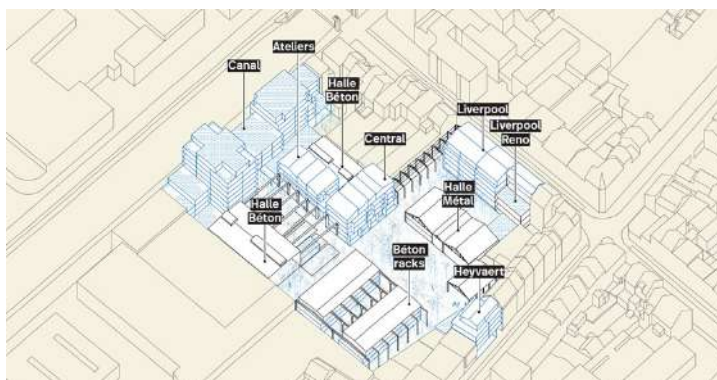 Ateliers
Canal
Halle
Béton
Central
Liverpool
Liverpool
Reno
Halle
Métal
Halle
Béton
Béton
racks
Heyvaert